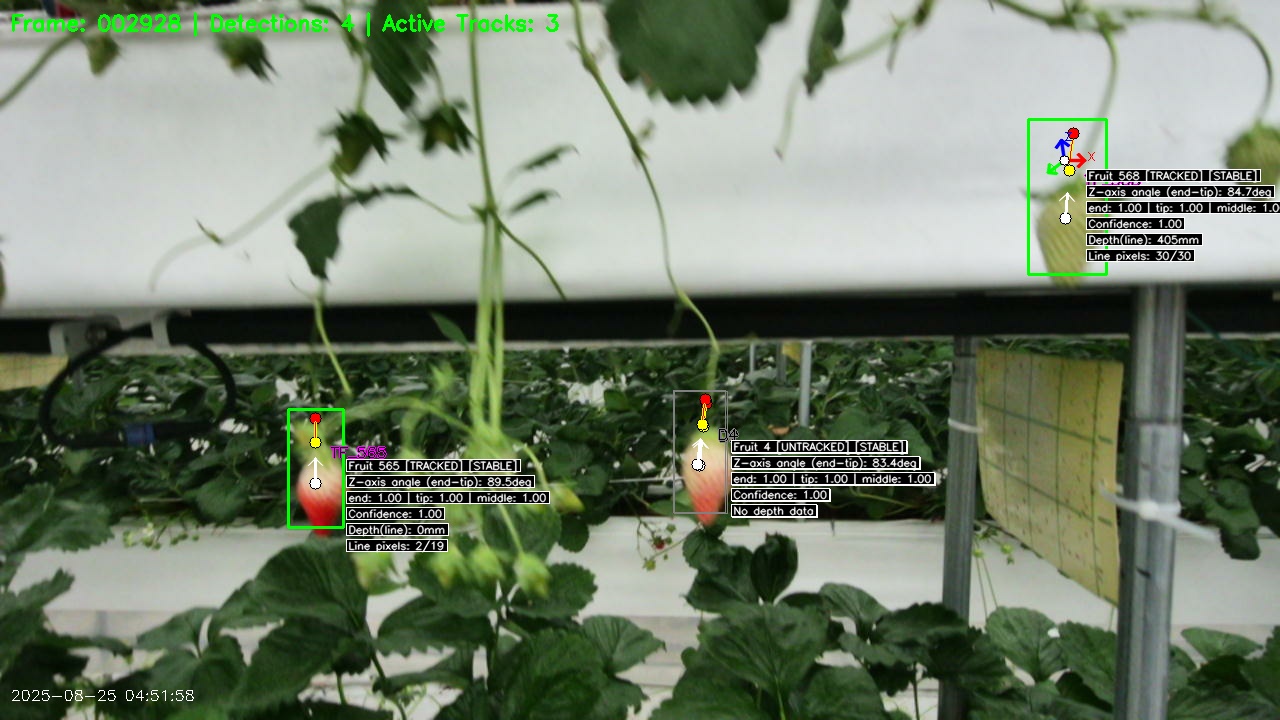 Frame: 002928 | Detections: 4 | Active Tracks: 3
X
Fruit 568 [TRACKED] [STABLE]
Z-axis angle (end-tip): 84.7deg
end: 1.00 | tip: 1.00 | middle: 1.0
Confidence: 1.00
Depth(line): 405mm
Line pixels: 30/30
D4
Fruit 4 [UNTRACKED] [STABLE]
Z-axis angle (end-tip): 83.4deg
end: 1.00 | tip: 1.00 | middle: 1.00
Confidence: 1.00
No depth data
TF_565
Fruit 565 [TRACKED] [STABLE]
Z-axis angle (end-tip): 89.5deg
end: 1.00 | tip: 1.00 | middle: 1.00
Confidence: 1.00
Depth(line): 0mm
Line pixels: 2/19
2025-08-25 04:51:58